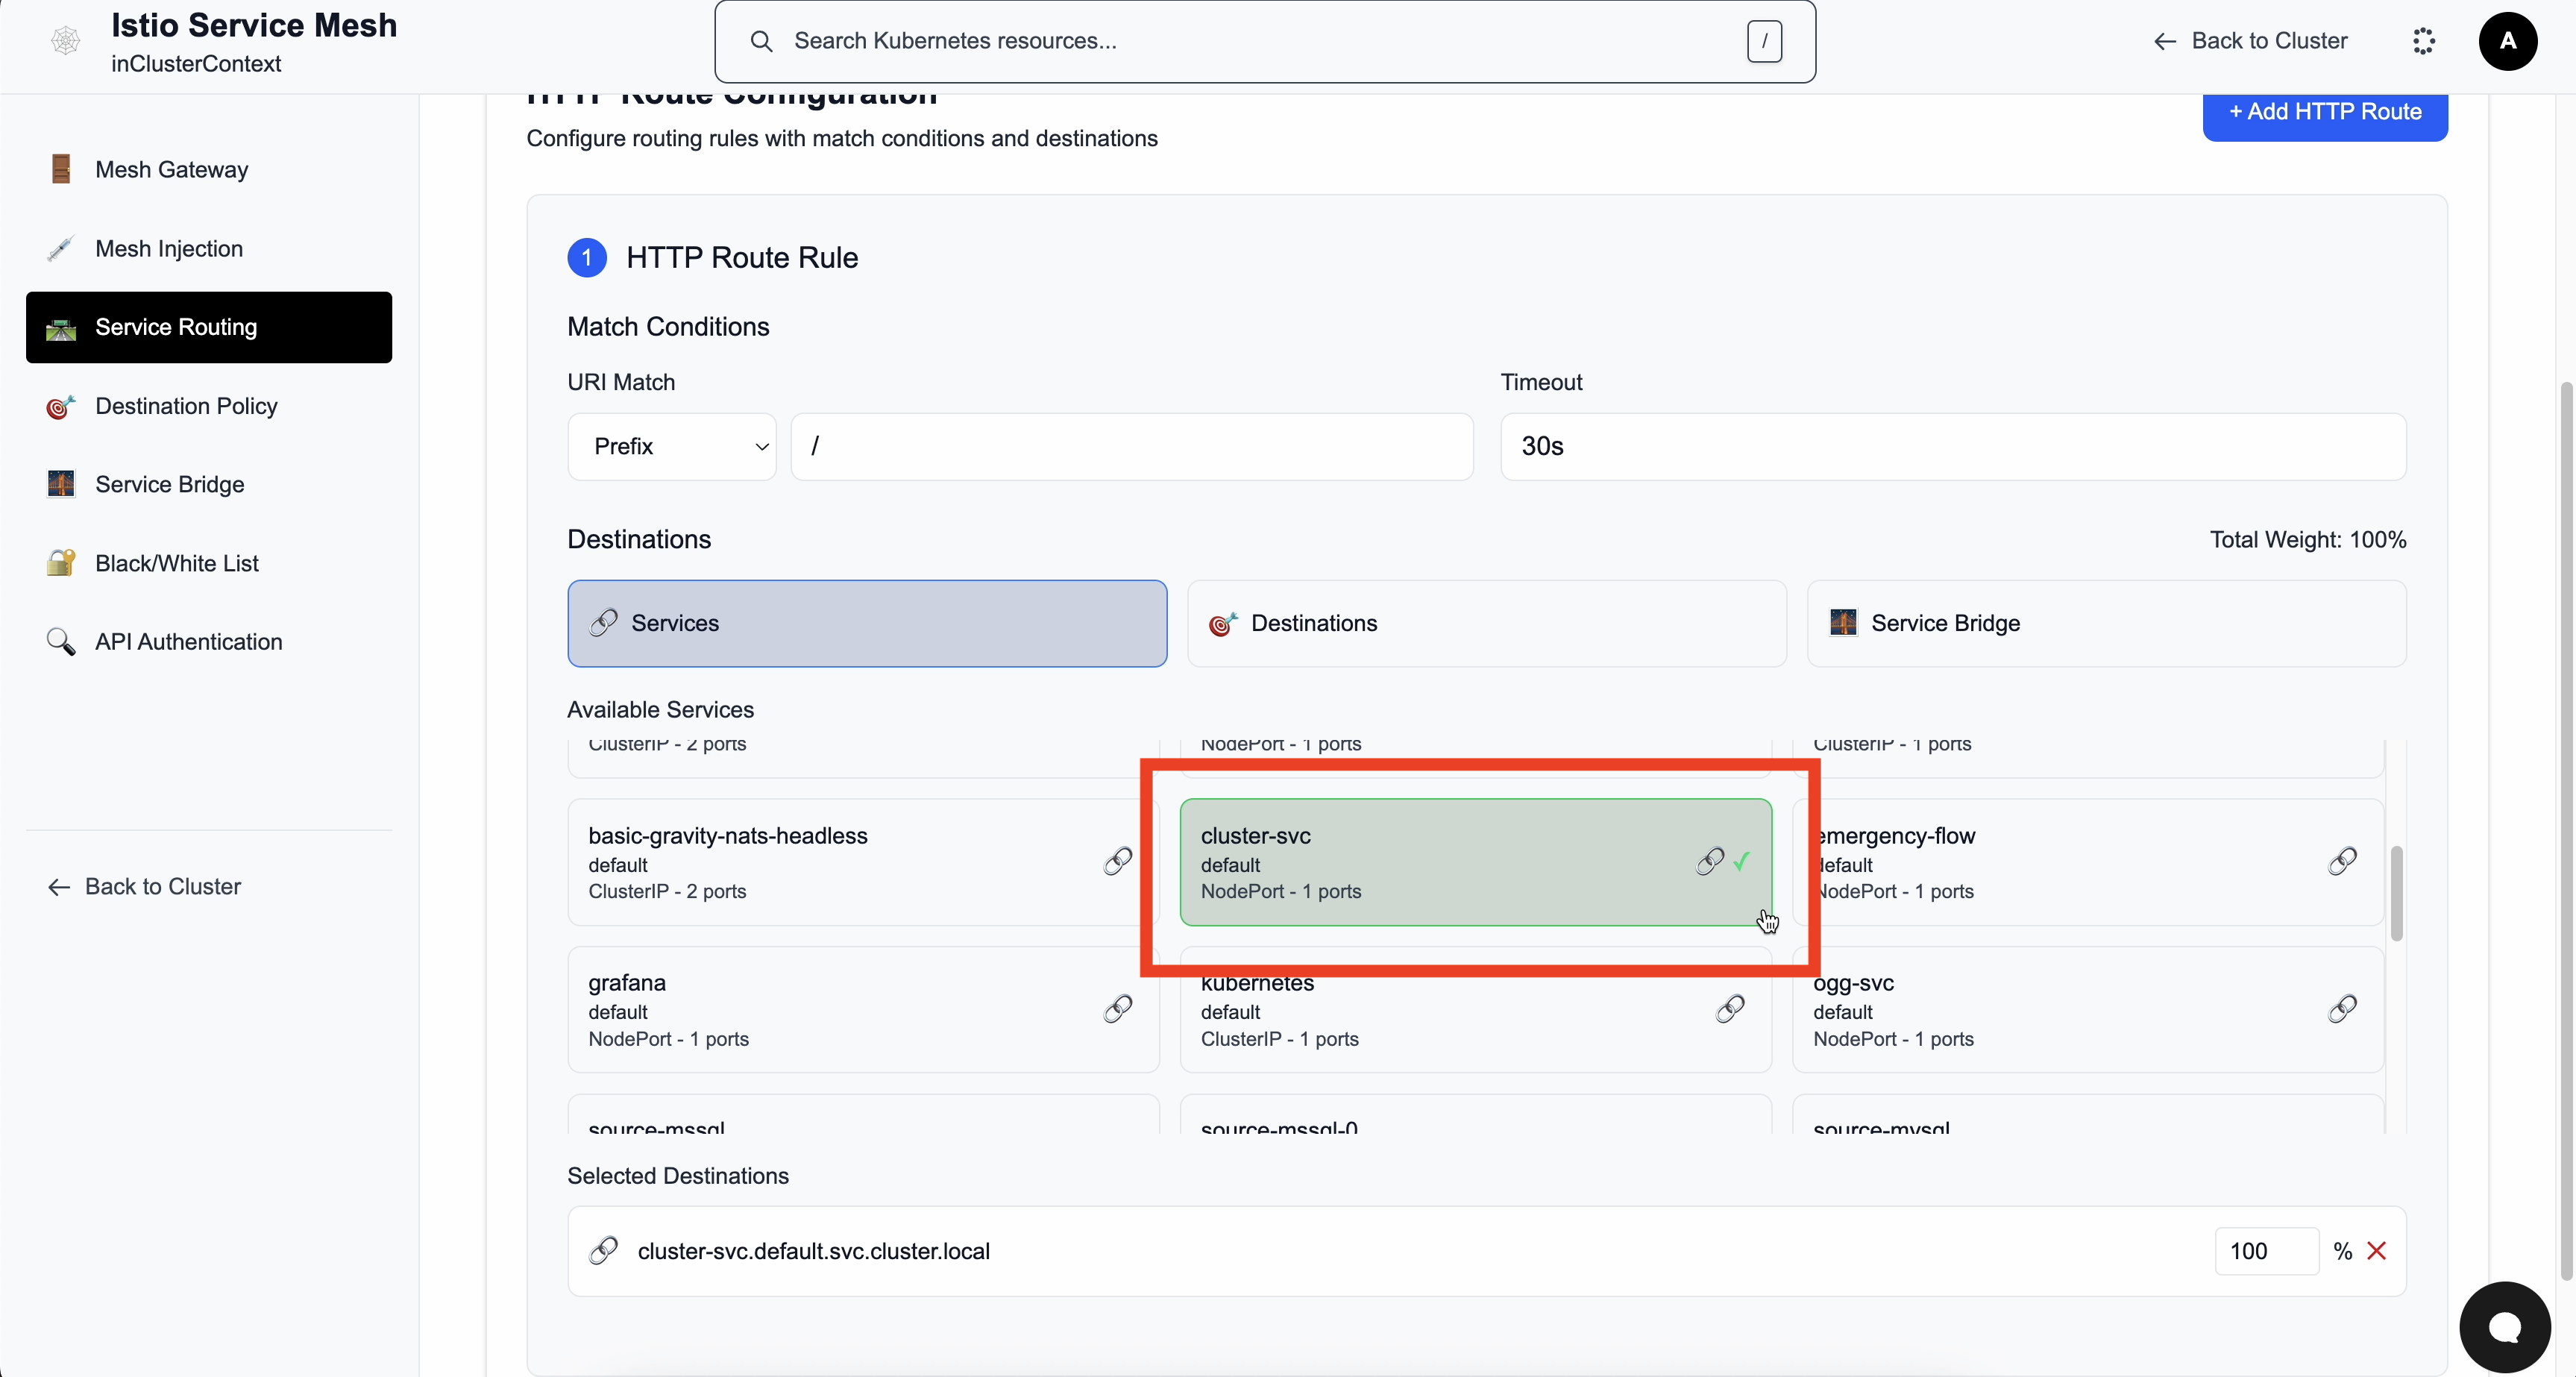 Istio Service Mesh
inClusterContext
Search Kubernetes resources...
/
Back to Cluster
A
Mesh Gateway
Mesh Injection
Service Routing
Destination Policy
Service Bridge
Black/White List
API Authentication
Back to Cluster
HTTP Route Configuration
Configure routing rules with match conditions and destinations
+ Add HTTP Route
1 HTTP Route Rule
Match Conditions
URI Match
Timeout
Prefix
/
30s
Destinations
Total Weight: 100%
Services
Destinations
Service Bridge
Available Services
ClusterIP - 2 ports
NodePort - 1 ports
ClusterIP - 1 ports
basic-gravity-nats-headless
default
ClusterIP - 2 ports
cluster-svc
default
NodePort - 1 ports
emergency-flow
default
NodePort - 1 ports
grafana
default
NodePort - 1 ports
kubernetes
default
ClusterIP - 1 ports
ogg-svc
default
NodePort - 1 ports
source-mssql
source-mssql-0
source-mysql
Selected Destinations
cluster-svc.default.svc.cluster.local
100 %